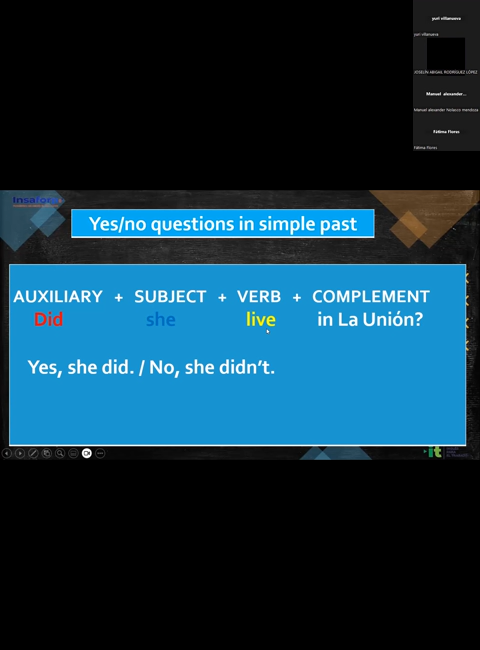 yuri villanueva
yuri villanueva
JOSELIN ABIGAIL RODRÍGUEZ LÓPEZ
Manuel alexander...
Manuel alexander Nolasco mendoza
Fátima Flores
Fátima Flores
Insaforp
Yes/no questions in simple past
AUXILIARY + SUBJECT + VERB + COMPLEMENT
Did she live in La Unión?
Yes, she did. / No, she didn't.
it